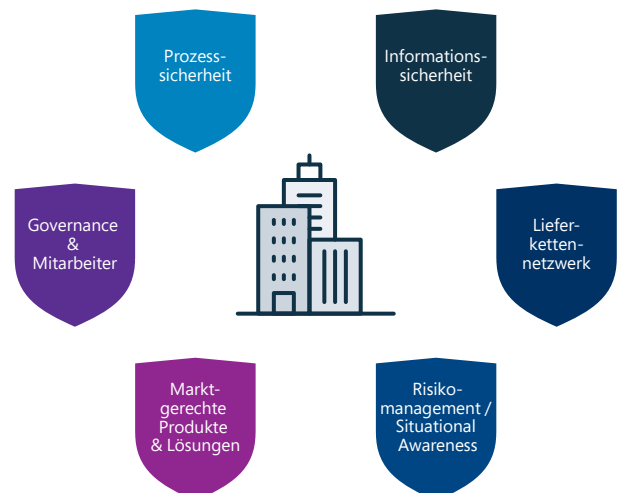 Prozess-
sicherheit
Informations-
sicherheit
Governance
&
Mitarbeiter
Liefer-
ketten-
netzwerk
Markt-
gerechte
Produkte
& Lösungen
Risiko-
management /
Situational
Awareness